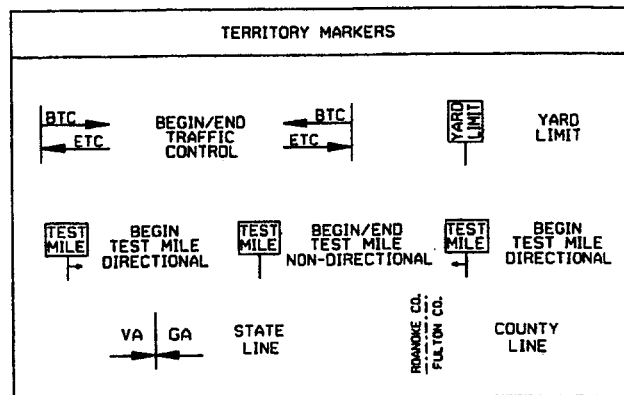 TERRITORY MARKERS
BTC
ETC
BEGIN/END
TRAFFIC
CONTROL
BTC
ETC
YARD
LIMIT
YARD
LIMIT
TEST
MILE
BEGIN
TEST MILE
DIRECTIONAL
TEST
MILE
BEGIN/END
TEST MILE
NON-DIRECTIONAL
TEST
MILE
BEGIN
TEST MILE
DIRECTIONAL
VA GA
STATE
LINE
ROANOKE CO.
FULTON CO.
COUNTY
LINE